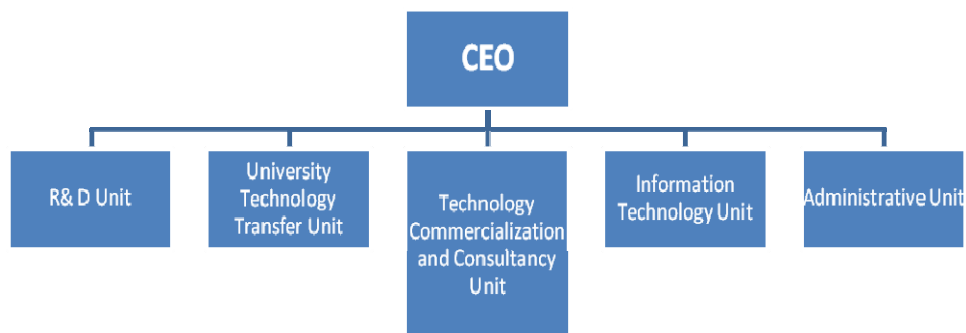 CEO
R& D Unit
University
Technology
Transfer Unit
Technology
Commercialization
and Consultancy
Unit
Information
Technology Unit
Administrative Unit